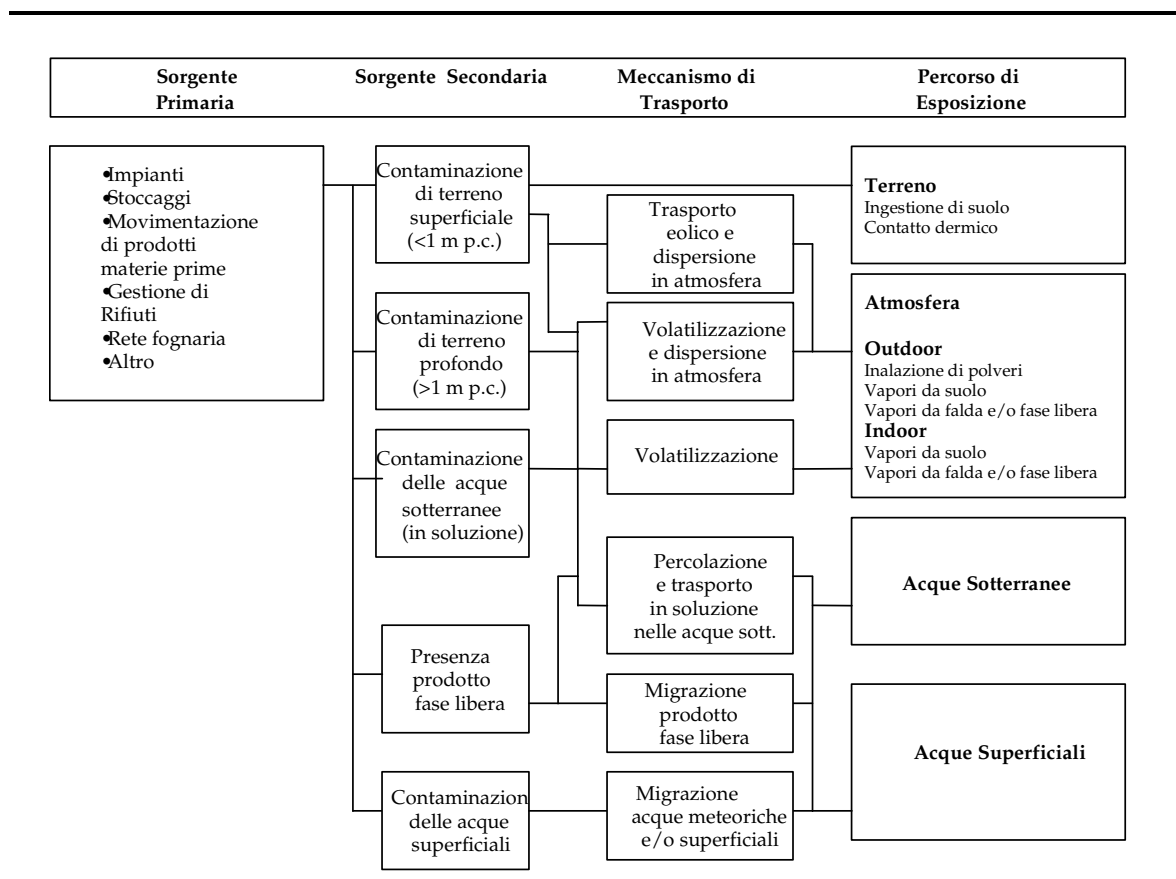 Sorgente
Primaria
Sorgente Secondaria
Meccanismo di
Trasporto
Percorso di
Esposizione
•Impianti
•Stoccaggi
•Movimentazione
di prodotti
materie prime
•Gestione di
Rifiuti
•Rete fognaria
•Altro
Contaminazione
di terreno
superficiale
(<1 m p.c.)
Contaminazione
di terreno
profondo
(>1 m p.c.)
Contaminazione
delle acque
sotterranee
(in soluzione)
Presenza
prodotto
fase libera
Contaminazion
delle acque
superficiali
Trasporto
eolico e
dispersione
in atmosfera
Volatilizzazione
e dispersione
in atmosfera
Volatilizzazione
Percolazione
e trasporto
in soluzione
nelle acque sott.
Migrazione
prodotto
fase libera
Migrazione
acque meteoriche
e/o superficiali
Terreno
Ingestione di suolo
Contatto dermico
Atmosfera
Outdoor
Inalazione di polveri
Vapori da suolo
Vapori da falda e/o fase libera
Indoor
Vapori da suolo
Vapori da falda e/o fase libera
Acque Sotterranee
Acque Superficiali